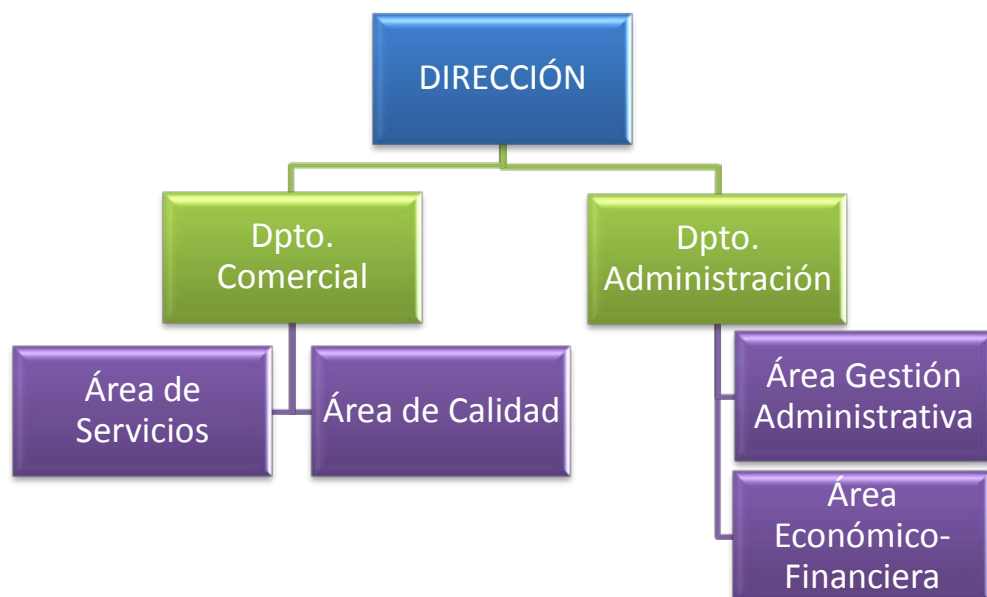 DIRECCIÓN
Dpto.
Comercial
Dpto.
Administración
Área de
Servicios
Área de Calidad
Área Gestión
Administrativa
Área
Económico-
Financiera